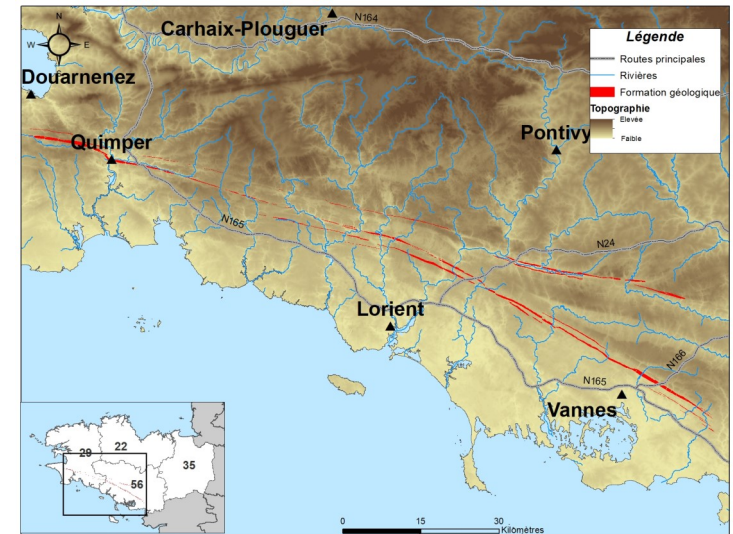 N
W
E
S
Carhaix-Plouguer
N164
Légende
Routes principales
Rivières
Formation géologique
Topographie
Elevée
Faible
Douarnenez
Quimper
Pontivy
N165
N24
Lorient
N166
N165
Vannes
29
22
35
56
0
15
30
Kilomètres